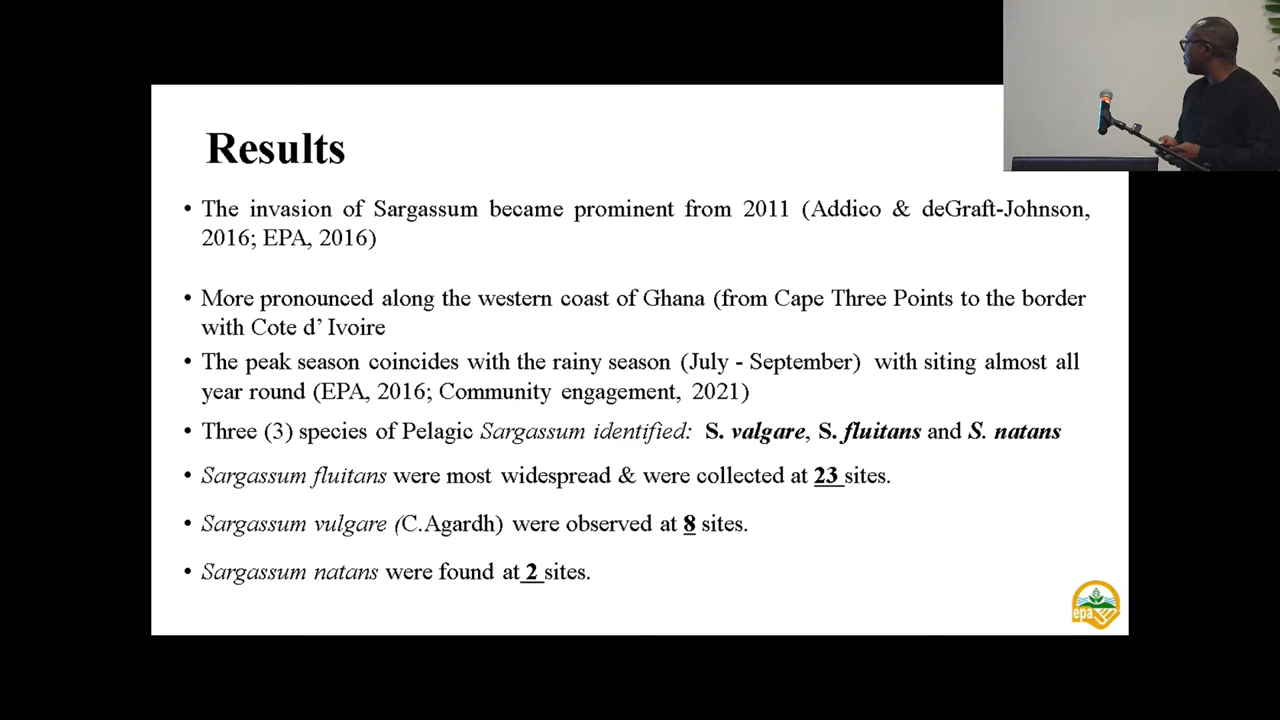 Results
• The invasion of Sargassum became prominent from 2011 (Addico & deGraft-Johnson,
2016; EPA, 2016)
• More pronounced along the western coast of Ghana (from Cape Three Points to the border
with Cote d' Ivoire
• The peak season coincides with the rainy season (July - September) with siting almost all
year round (EPA, 2016; Community engagement, 2021)
• Three (3) species of Pelagic Sargassum identified: S. valgare, S. fluitans and S. natans
• Sargassum fluitans were most widespread & were collected at 23 sites.
• Sargassum vulgare (C.Agardh) were observed at 8 sites.
• Sargassum natans were found at 2 sites.
epa